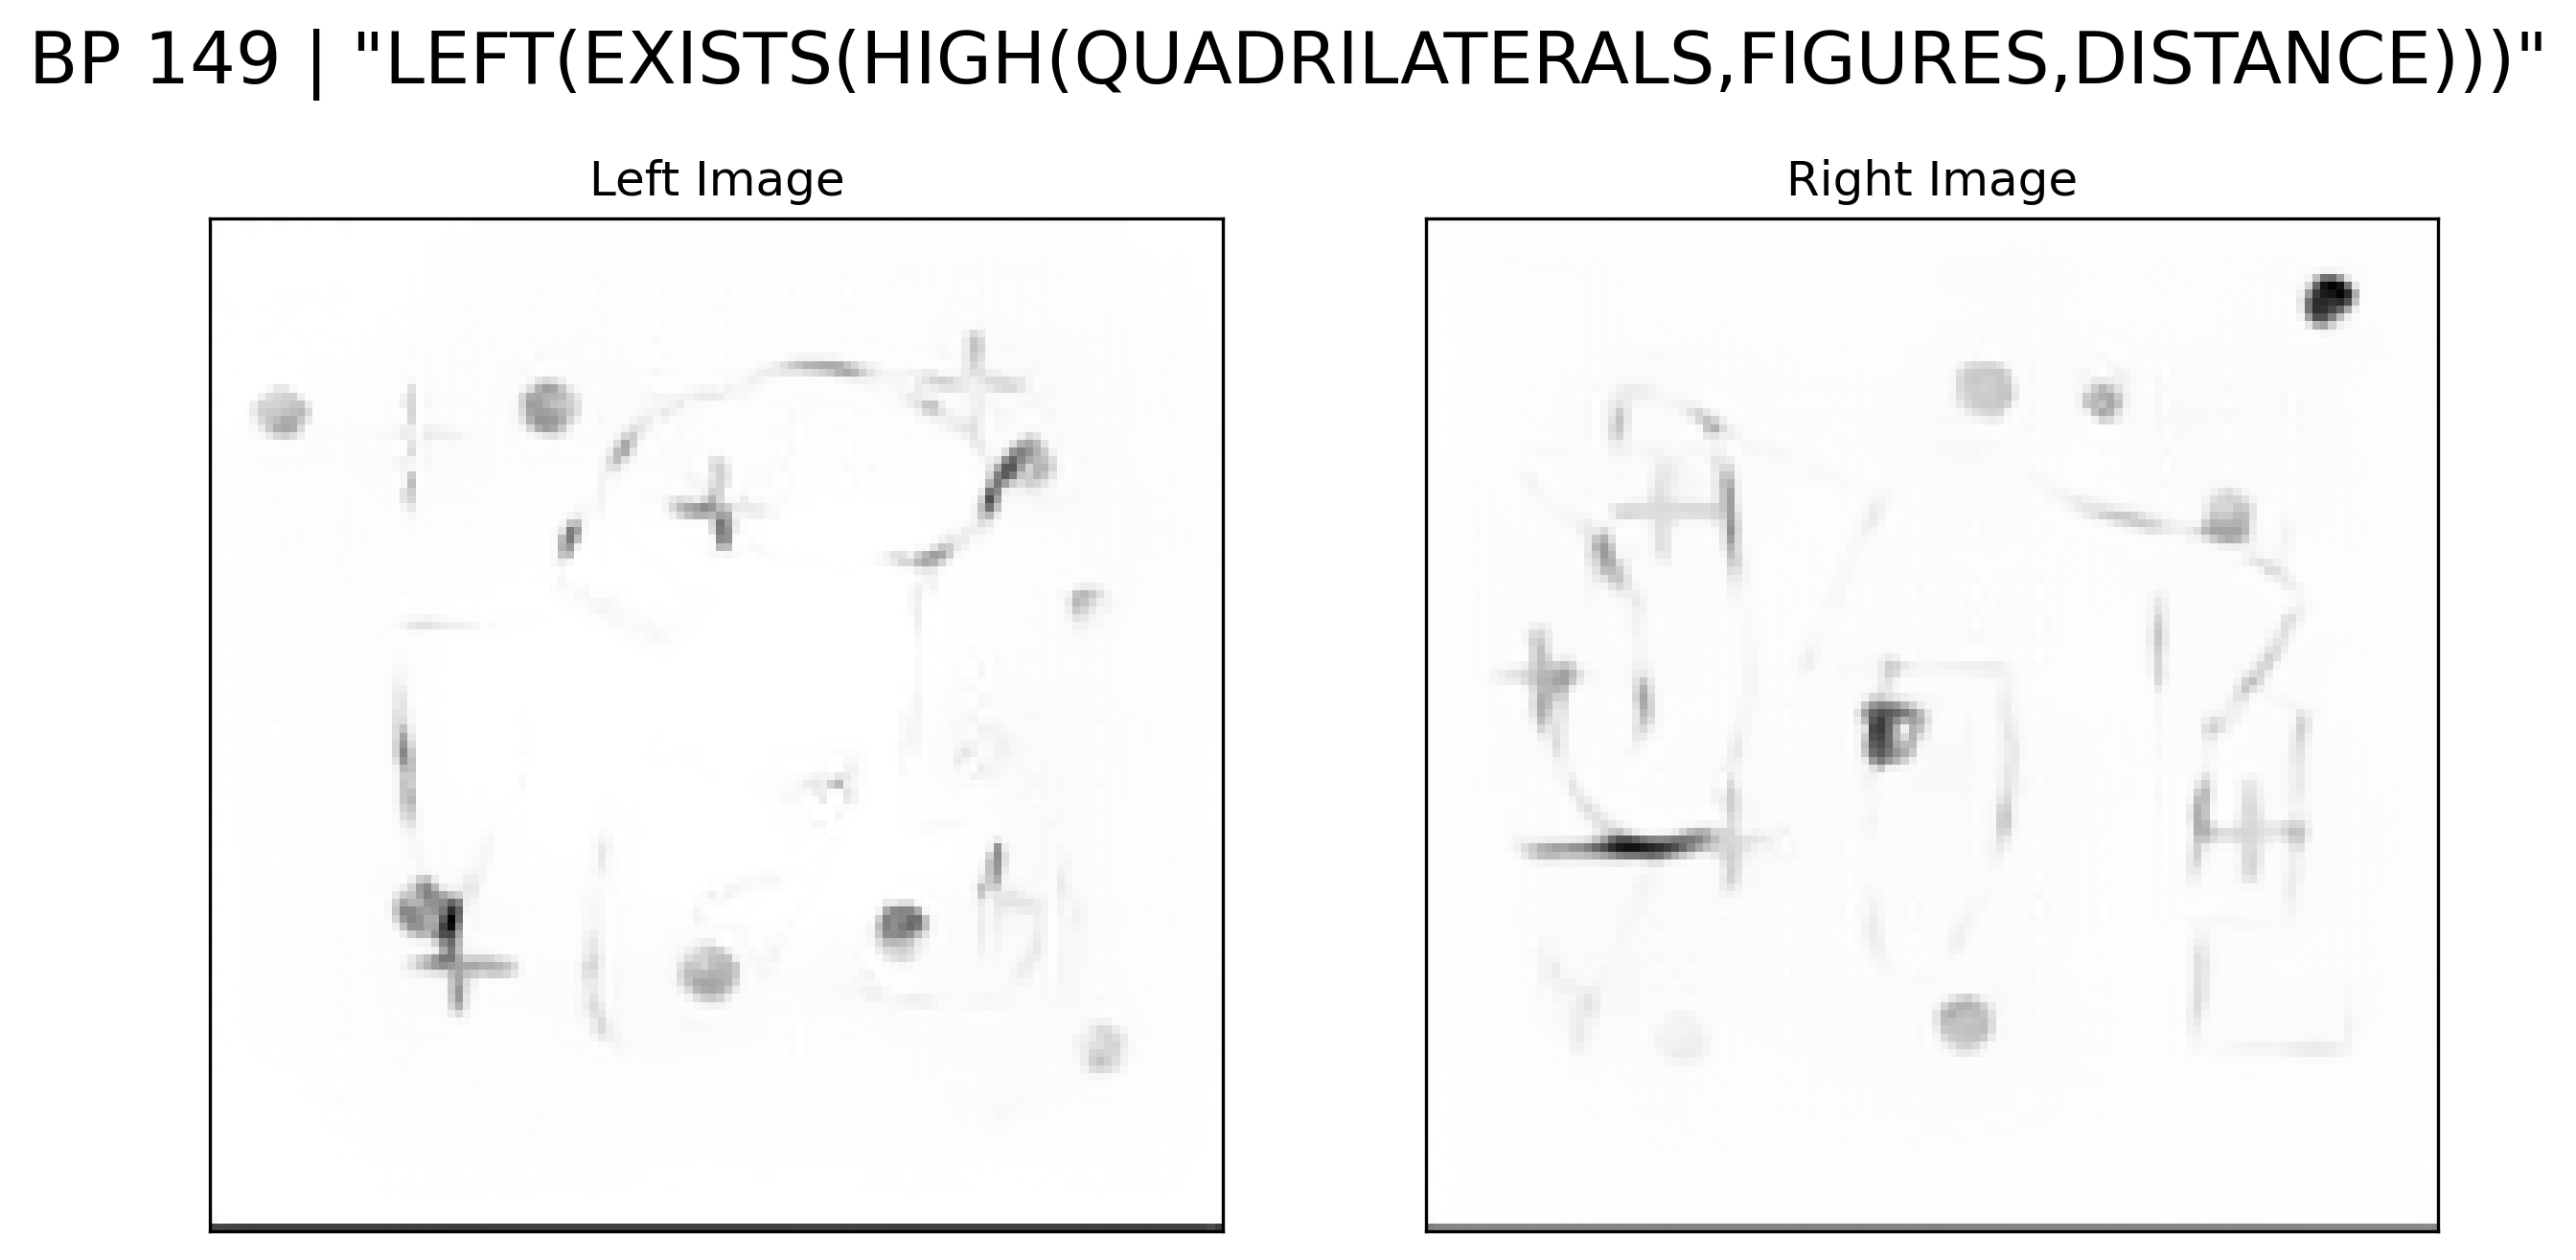 BP 149 | "LEFT(EXISTS(HIGH(QUADRILATERALS,FIGURES,DISTANCE)))"
Left Image
Right Image